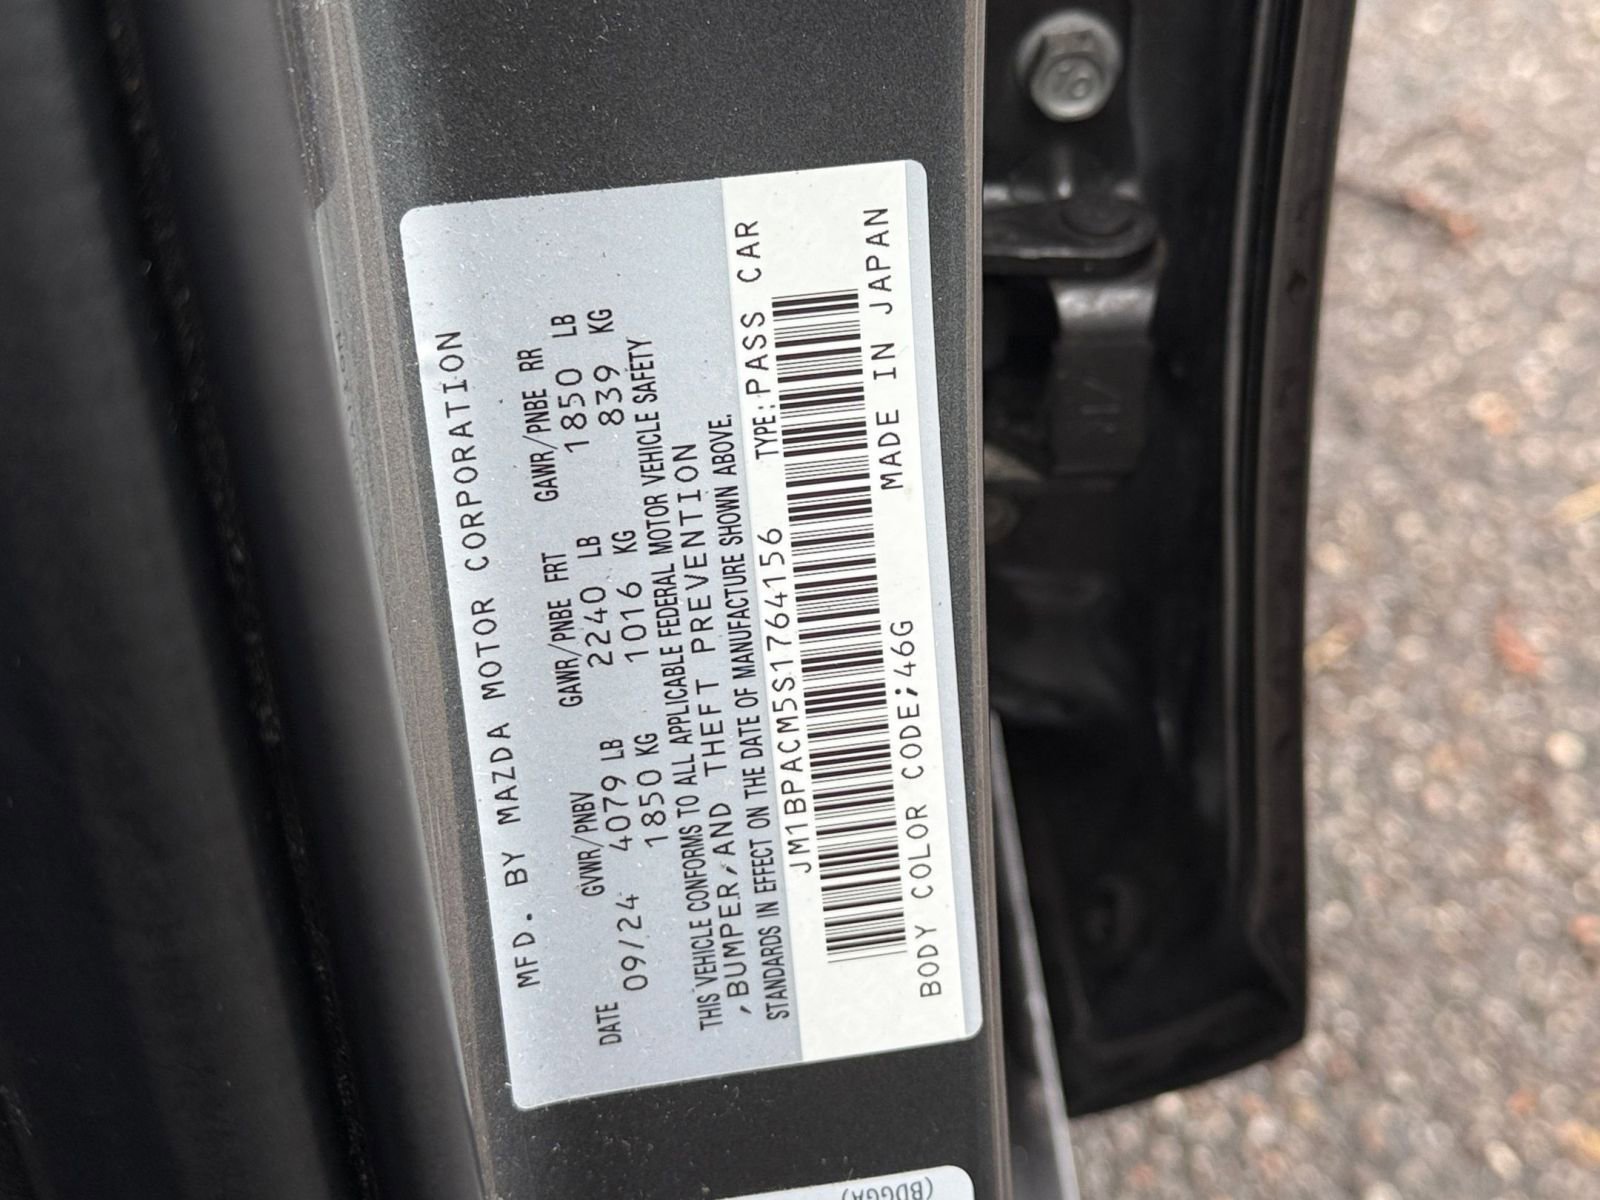 MFD. BY MAZDA MOTOR CORPORATION
DATE GVWR/PNBV GAWR/PNBE FRT GAWR/PNBE RR
09/24 4079 LB 2240 LB 1850 LB
1850 KG 1016 KG 839 KG
THIS VEHICLE CONFORMS TO ALL APPLICABLE FEDERAL MOTOR VEHICLE SAFETY
,BUMPER,AND THEFT PREVENTION
STANDARDS IN EFFECT ON THE DATE OF MANUFACTURE SHOWN ABOVE.
JM1BPACM5S1764156 TYPE:PASS CAR
BODY COLOR CODE;46G MADE IN JAPAN
10
(BDGGA)